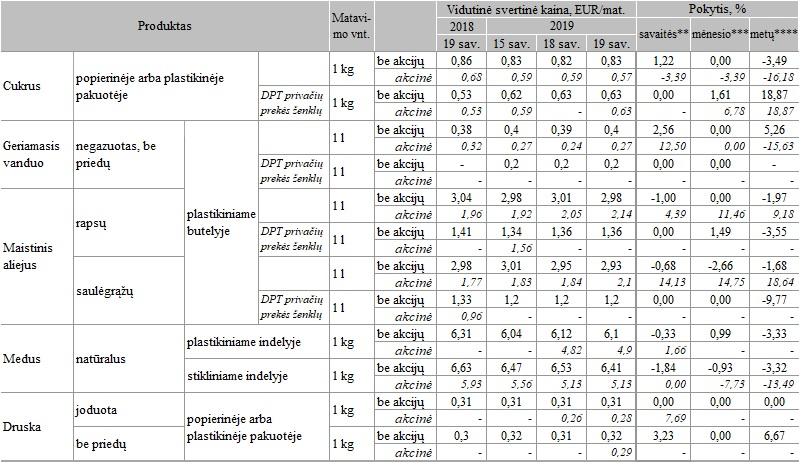 Produktas Matavi-mo vnt. Vidutinė svertinė kaina, EUR/mat. Pokytis, %
2018 2019 savaitės** mėnesio*** metų****
19 sav. 15 sav. 18 sav. 19 sav.
Cukrus popierinėje arba plastikinėje pakuotėje 1 kg be akcijų 0,86 0,83 0,82 0,83 1,22 0,00 -3,49
akcinė 0,68 0,59 0,59 0,57 -3,39 -3,39 -16,18
DPT privačių prekės ženklų 1 kg be akcijų 0,53 0,62 0,63 0,63 0,00 1,61 18,87
akcinė 0,53 0,59 - 0,63 - 6,78 18,87
Geriamasis vanduo negazuotas, be priedų plastikiniame butelyje 1l be akcijų 0,38 0,4 0,39 0,4 2,56 0,00 5,26
akcinė 0,32 0,27 0,24 0,27 12,50 0,00 -15,63
DPT privačių prekės ženklų 1l be akcijų - 0,2 0,2 0,2 0,00 0,00 -
akcinė - - - - - - -
Maistinis aliejus rapsų 1l be akcijų 3,04 2,98 3,01 2,98 -1,00 0,00 -1,97
akcinė 1,96 1,92 2,05 2,14 4,39 11,46 9,18
DPT privačių prekės ženklų 1l be akcijų 1,41 1,34 1,36 1,36 0,00 1,49 -3,55
akcinė - 1,56 - - - - -
saulėgrąžų 1l be akcijų 2,98 3,01 2,95 2,93 -0,68 -2,66 -1,68
akcinė 1,77 1,83 1,84 2,1 14,13 14,75 18,64
DPT privačių prekės ženklų 1l be akcijų 1,33 1,2 1,2 1,2 0,00 0,00 -9,77
akcinė 0,96 - - - - - -
Medus natūralus plastikiniame indelyje 1 kg be akcijų 6,31 6,04 6,12 6,1 -0,33 0,99 -3,33
akcinė - - 4,82 4,9 1,66 - -
stikliniame indelyje 1 kg be akcijų 6,63 6,47 6,53 6,41 -1,84 -0,93 -3,32
akcinė 5,93 5,56 5,13 5,13 0,00 -7,73 -13,49
Druska joduota popierinėje arba plastikinėje pakuotėje 1 kg be akcijų 0,31 0,31 0,31 0,31 0,00 0,00 0,00
akcinė - - 0,26 0,28 7,69 - -
be priedų 1 kg be akcijų 0,3 0,32 0,31 0,32 3,23 0,00 6,67
akcinė - - - 0,29 - - -